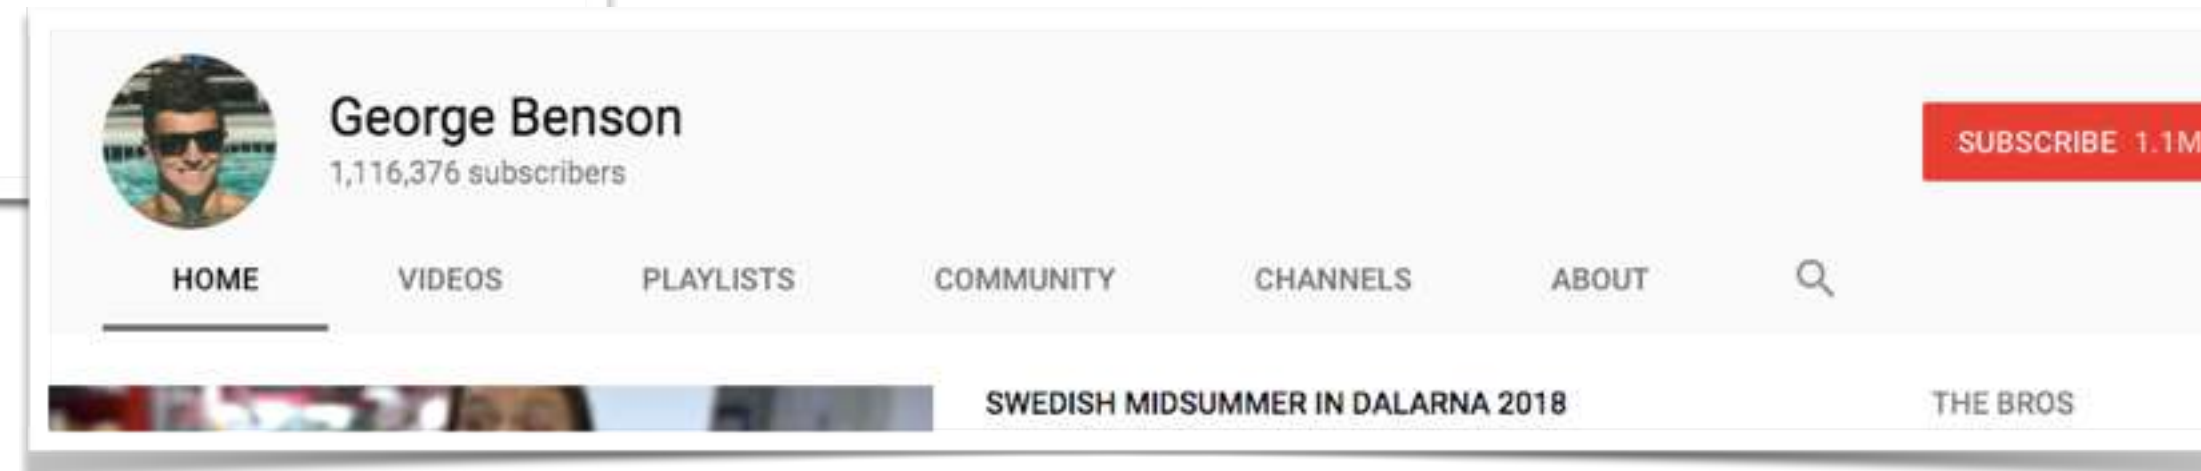 George Benson
1,116,376 subscribers
SUBSCRIBE 1.1M
HOME VIDEOS PLAYLISTS COMMUNITY CHANNELS ABOUT
SWEDISH MIDSUMMER IN DALARNA 2018
THE BROS